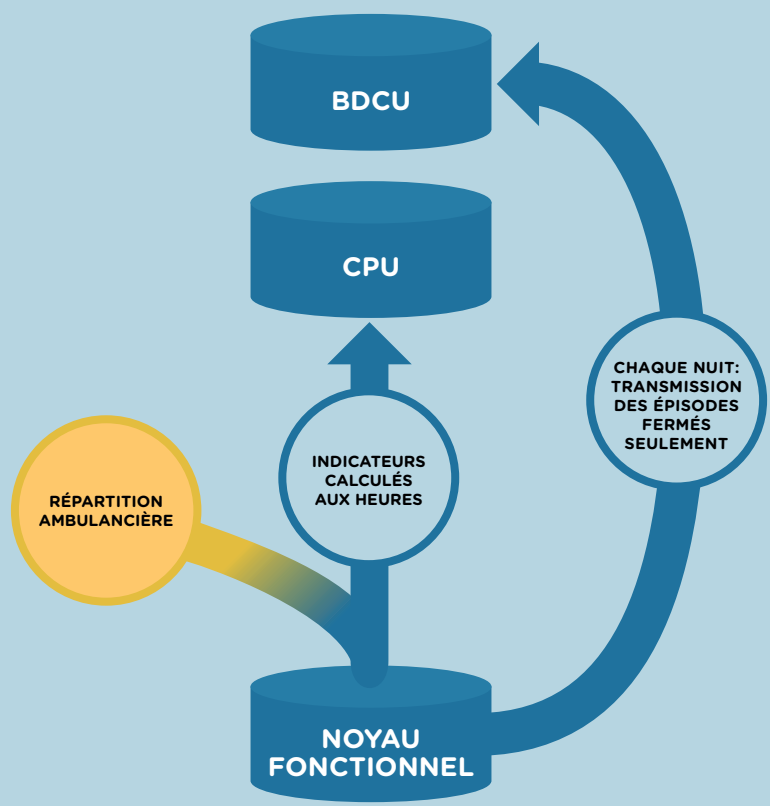 BDCU
CPU
CHAQUE NUIT:
TRANSMISSION
DES ÉPISODES
FERMÉS
SEULEMENT
INDICATEURS
CALCULÉS
AUX HEURES
RÉPARTITION
AMBULANCIÈRE
NOYAU
FONCTIONNEL